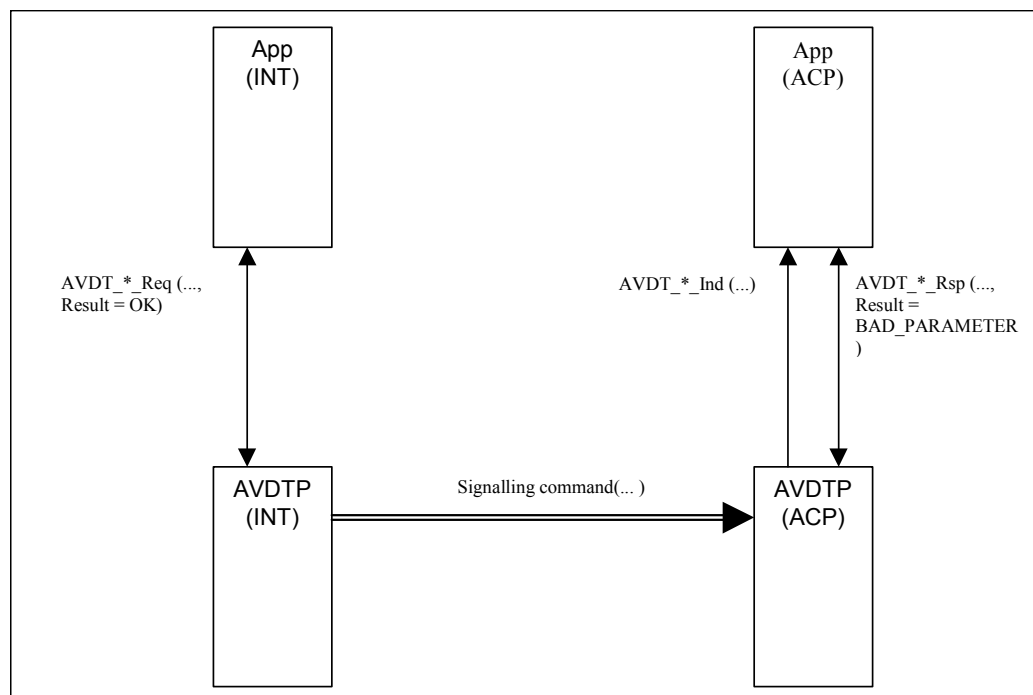 App
(INT)
App
(ACP)
AVDT_*_Req (...,
Result = OK)
AVDT_*_Ind (...)
AVDT_*_Rsp (...,
Result =
BAD_PARAMETER
)
AVDTP
(INT)
Signalling command(... )
AVDTP
(ACP)